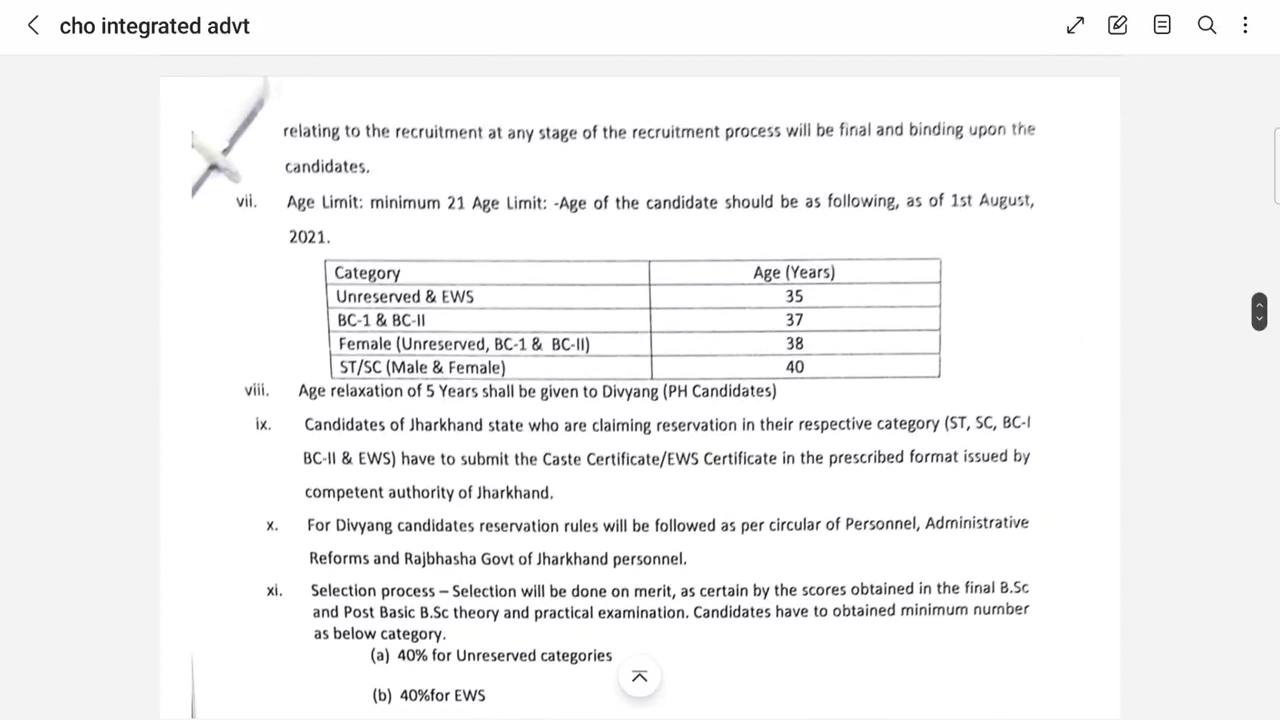 cho integrated advt
relating to the recruitment at any stage of the recruitment process will be final and binding upon the
candidates.
vii. Age Limit: minimum 21 Age Limit: -Age of the candidate should be as following, as of 1st August,
2021.
Category Age (Years)
Unreserved & EWS 35
BC-1 & BC-II 37
Female (Unreserved, BC-1 & BC-II) 38
ST/SC (Male & Female) 40
viii. Age relaxation of 5 Years shall be given to Divyang (PH Candidates)
ix. Candidates of Jharkhand state who are claiming reservation in their respective category (ST, SC, BC-I
BC-II & EWS) have to submit the Caste Certificate/EWS Certificate in the prescribed format issued by
competent authority of Jharkhand.
x. For Divyang candidates reservation rules will be followed as per circular of Personnel, Administrative
Reforms and Rajbhasha Govt of Jharkhand personnel.
xi. Selection process – Selection will be done on merit, as certain by the scores obtained in the final B.Sc
and Post Basic B.Sc theory and practical examination. Candidates have to obtained minimum number
as below category.
(a) 40% for Unreserved categories
(b) 40%for EWS